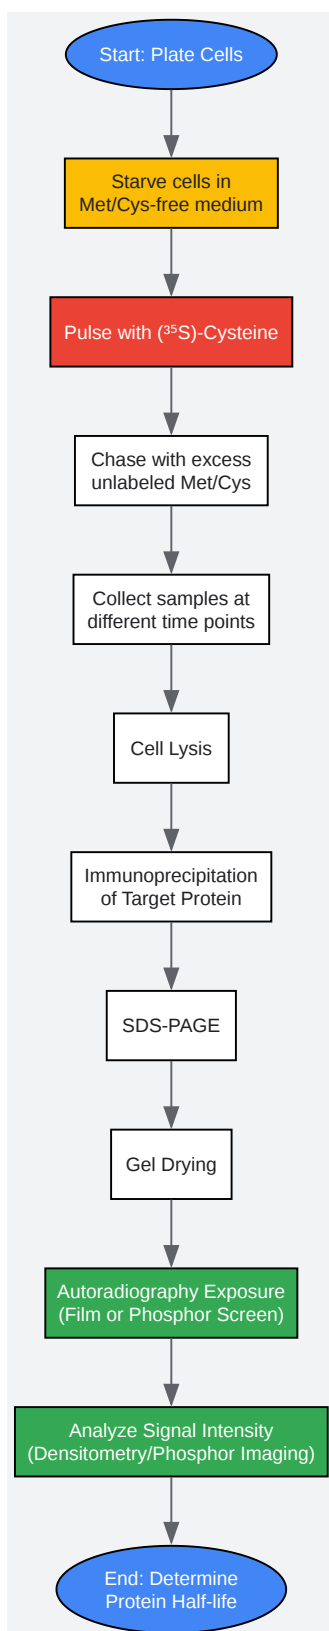 Start: Plate Cells
Starve cells in
Met/Cys-free medium
Pulse with (³⁵S)-Cysteine
Chase with excess
unlabeled Met/Cys
Collect samples at
different time points
Cell Lysis
Immunoprecipitation
of Target Protein
SDS-PAGE
Gel Drying
Autoradiography Exposure
(Film or Phosphor Screen)
Analyze Signal Intensity
(Densitometry/Phosphor Imaging)
End: Determine
Protein Half-life